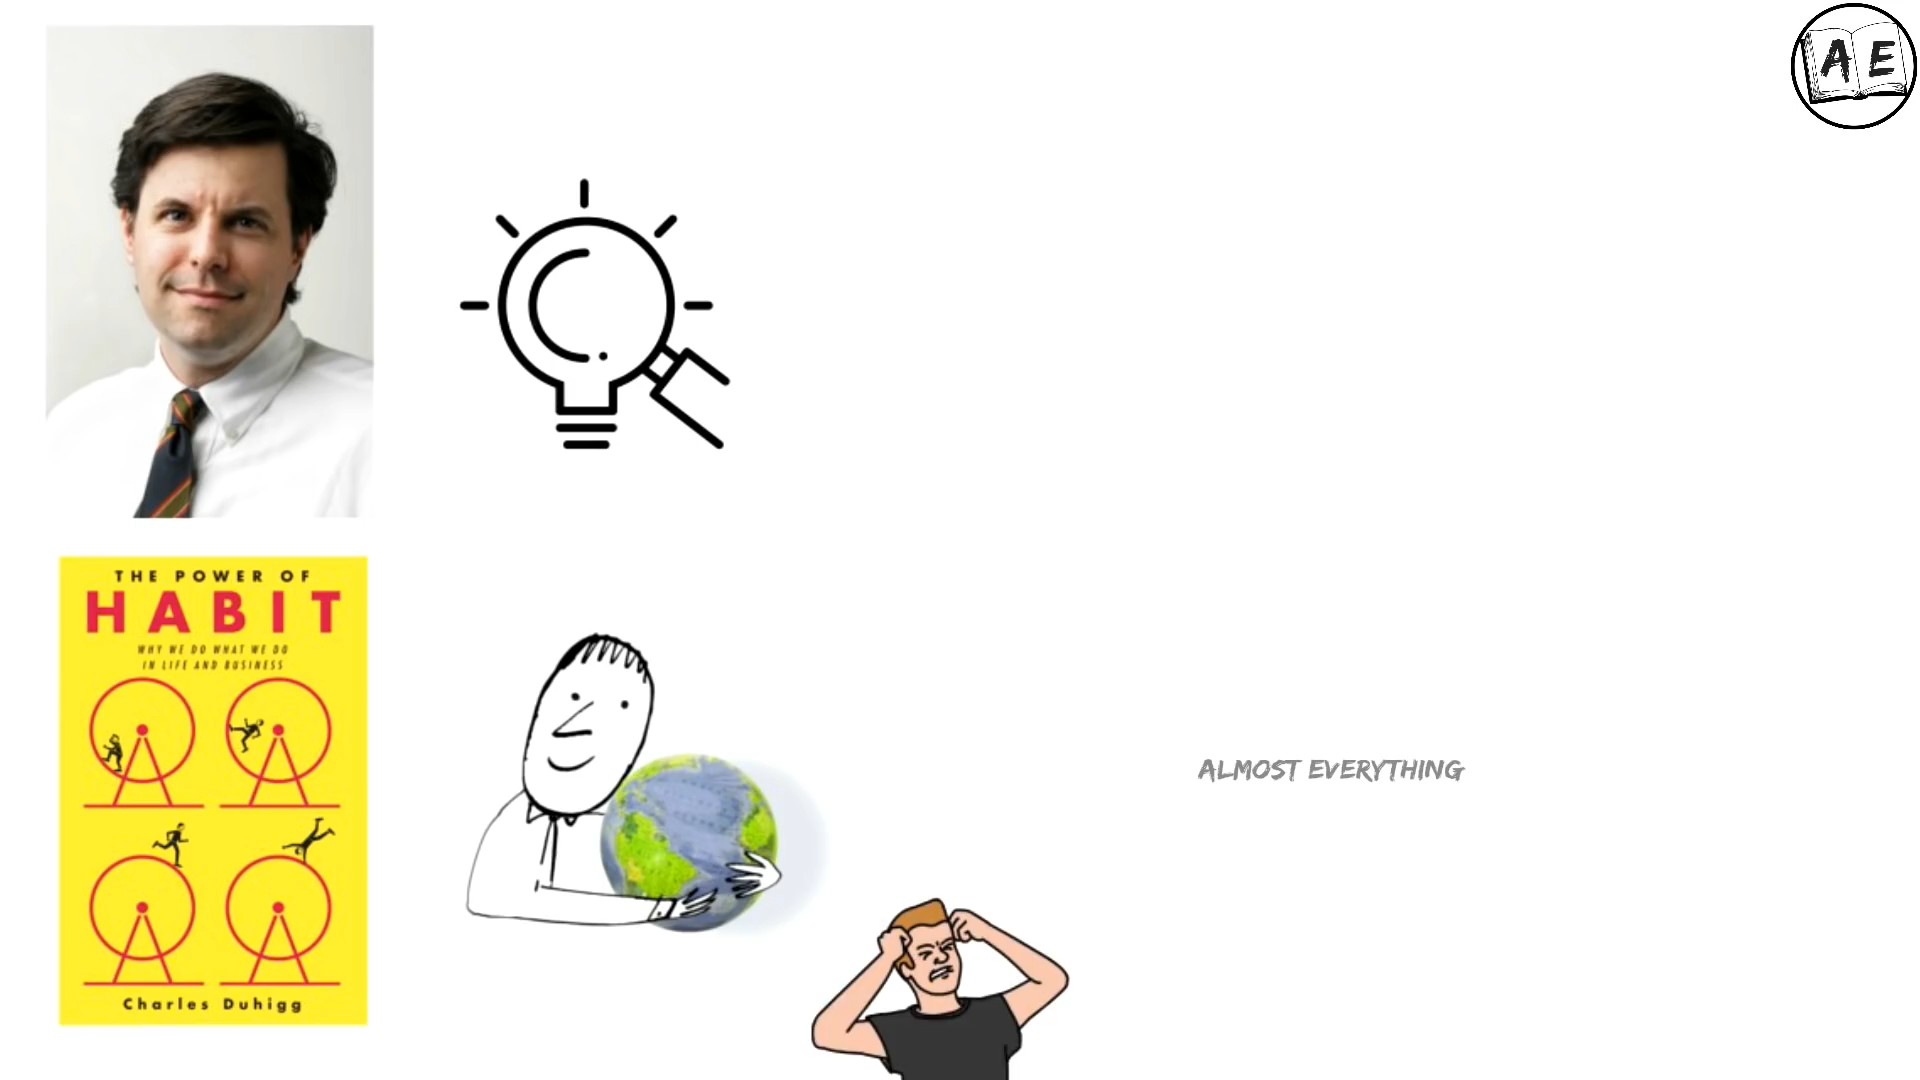 A E
THE POWER OF
HABIT
WHY WE DO WHAT WE DO
IN LIFE AND BUSINESS
Charles Duhigg
ALMOST EVERYTHING